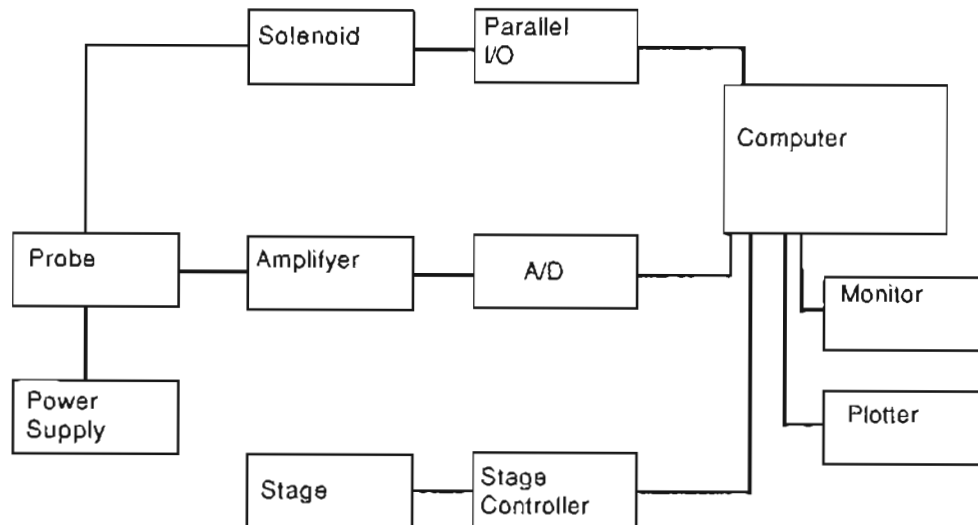 Solenoid
Parallel
I/O
Computer
Probe
Amplifyer
A/D
Monitor
Power
Supply
Plotter
Stage
Stage
Controller